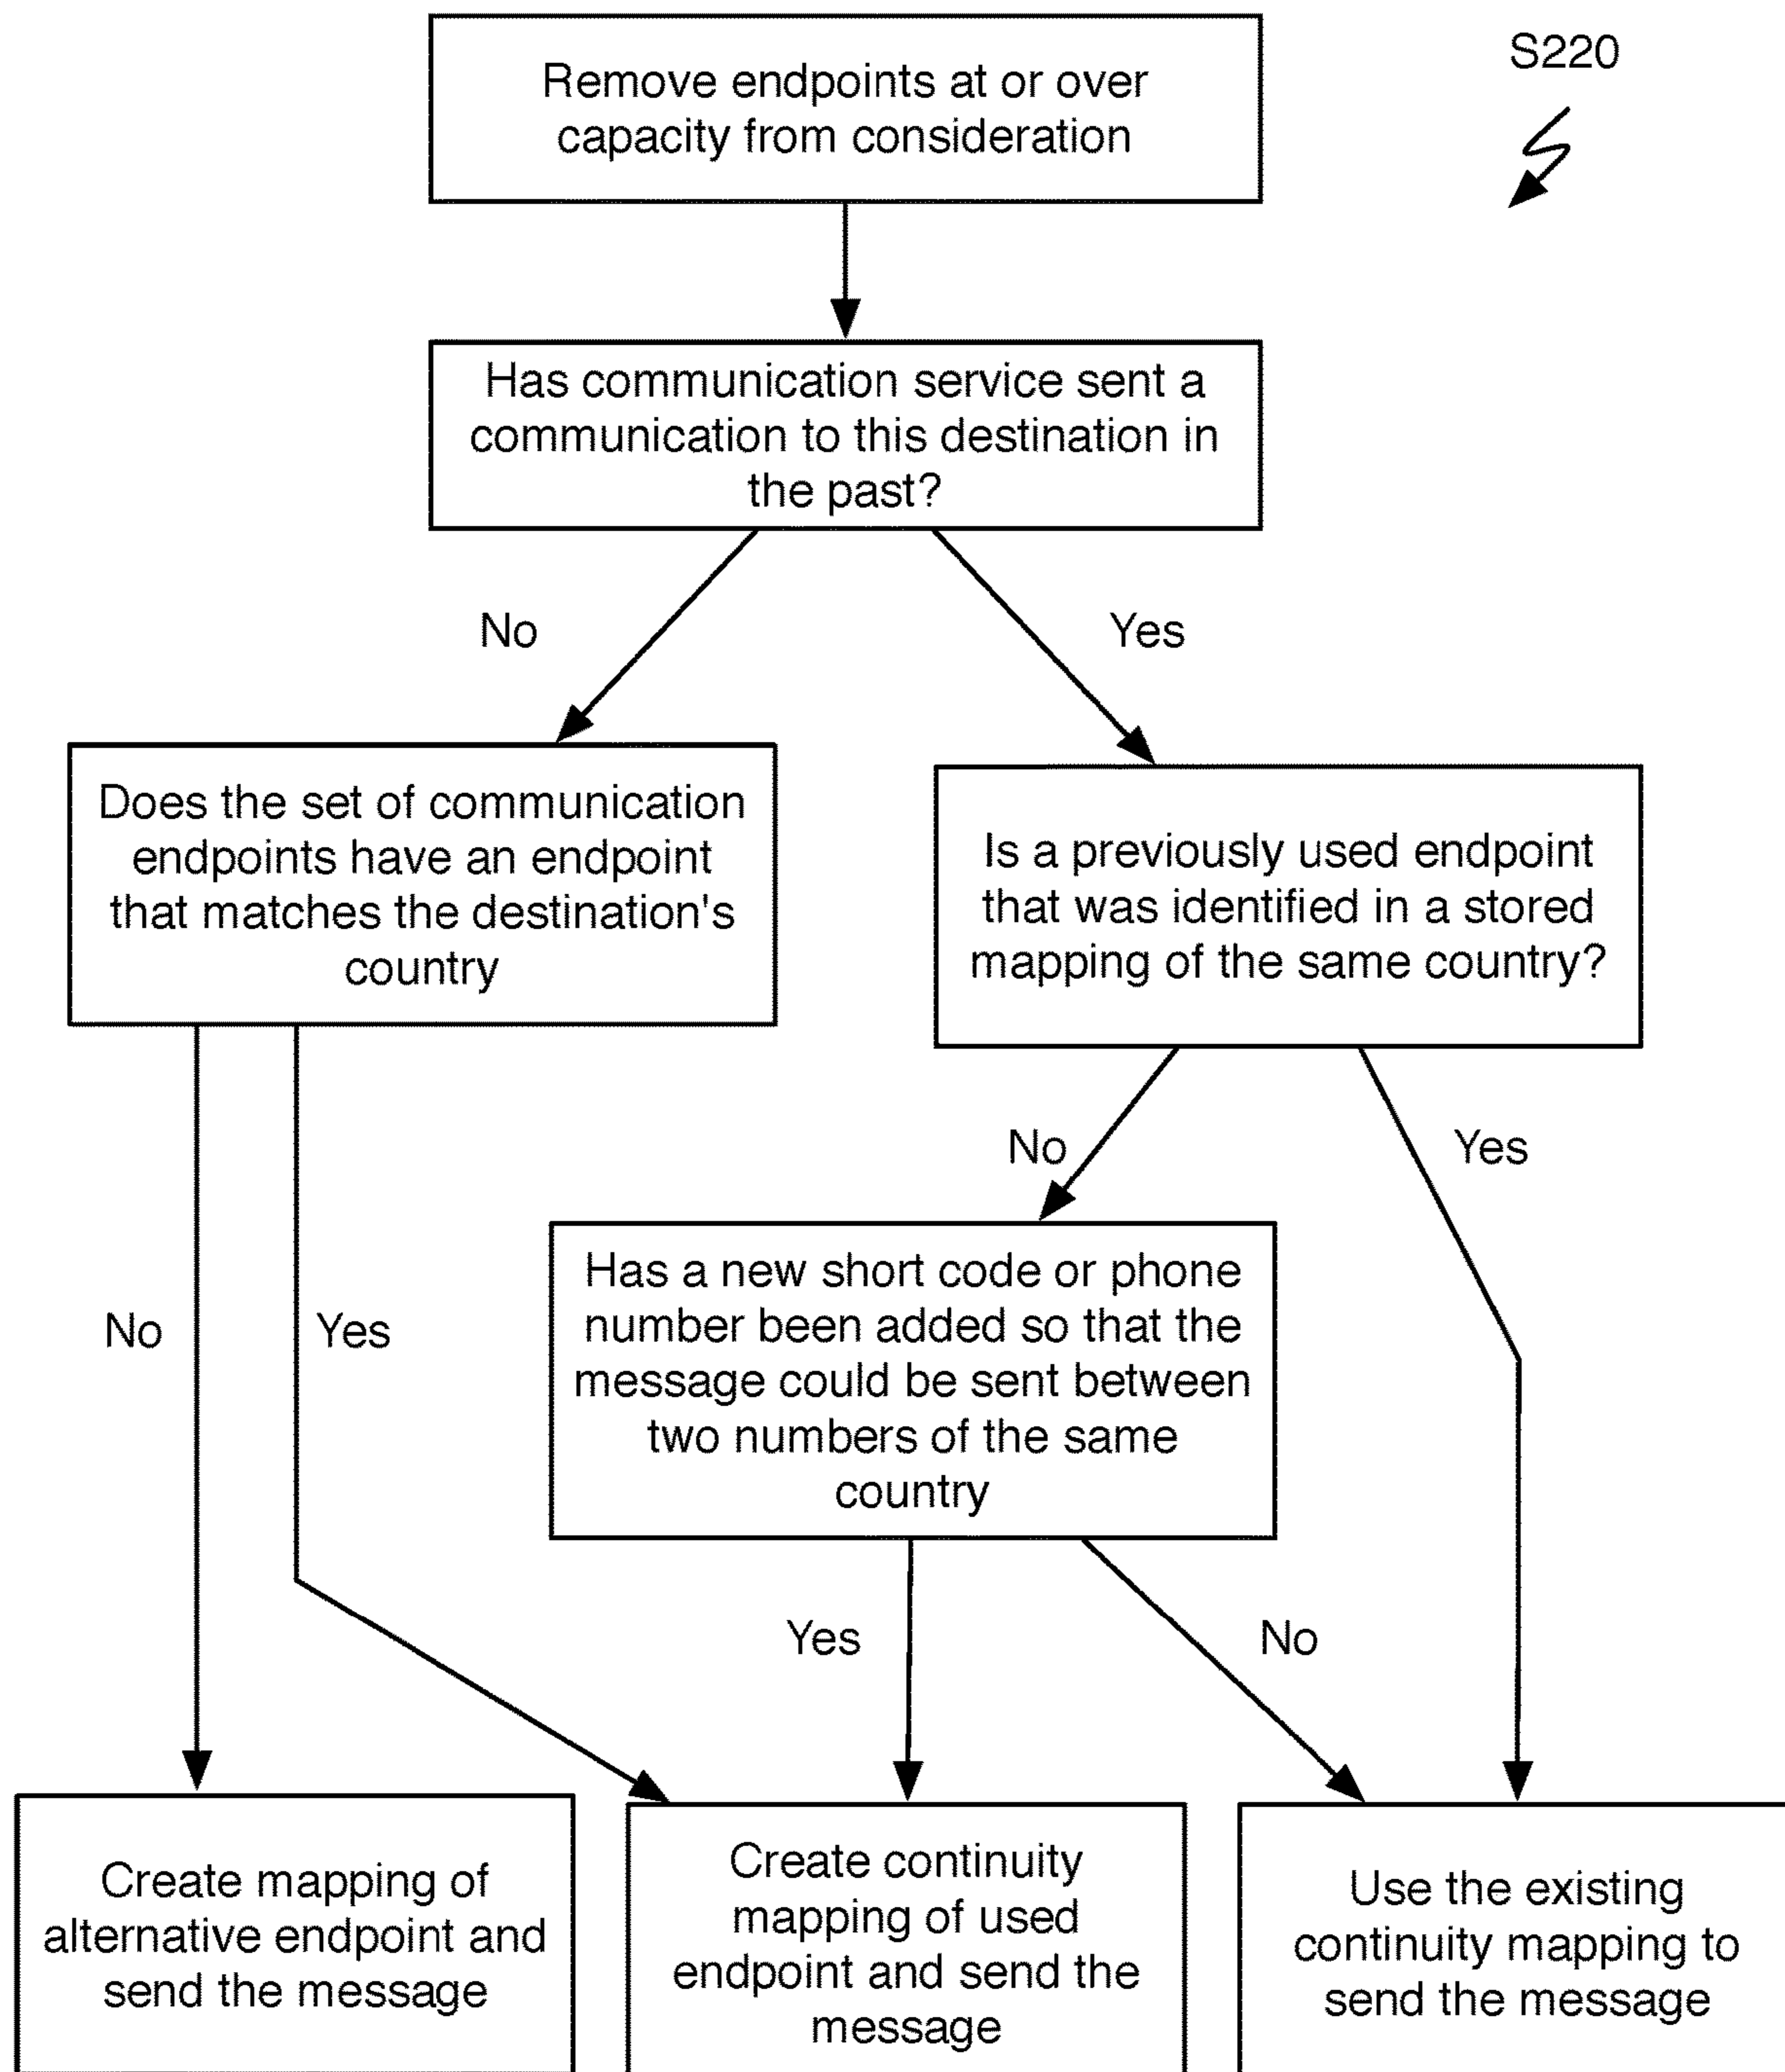 Remove endpoints at or over
capacity from consideration
S220
Has communication service sent a
communication to this destination in
the past?
No
Yes
Does the set of communication
endpoints have an endpoint
that matches the destination's
country
Is a previously used endpoint
that was identified in a stored
mapping of the same country?
No
Yes
Has a new short code or phone
number been added so that the
message could be sent between
two numbers of the same
country
No
Yes
Yes
No
Create mapping of
alternative endpoint and
send the message
Create continuity
mapping of used
endpoint and send the
message
Use the existing
continuity mapping to
send the message